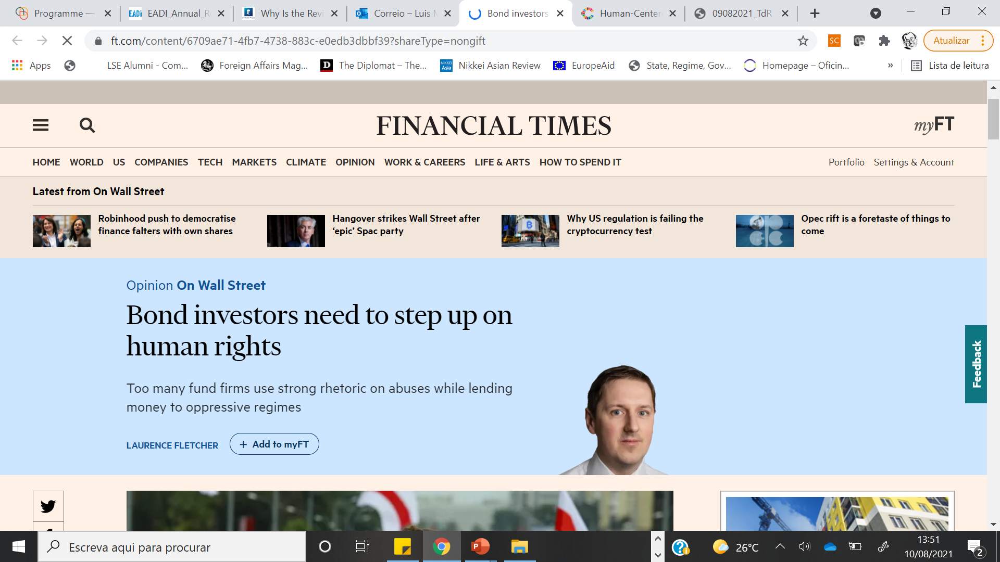 Programme —
EADI EADI_Annual_R
Why Is the Revi
Correio – Luis M
Bond investors
Human-Center
09082021_TdR
ft.com/content/6709ae71-4fb7-4738-883c-e0edb3dbbf39?shareType=nongift
SC
Atualizar
Apps
LSE Alumni - Com...
Foreign Affairs Mag...
D The Diplomat – The...
NIKKEI Asia Nikkei Asian Review
EuropeAid
State, Regime, Gov...
Homepage – Oficin...
»
Lista de leitura
FINANCIAL TIMES
myFT
HOME WORLD US COMPANIES TECH MARKETS CLIMATE OPINION WORK & CAREERS LIFE & ARTS HOW TO SPEND IT
Portfolio Settings & Account
Latest from On Wall Street
Robinhood push to democratise
finance falters with own shares
Hangover strikes Wall Street after
‘epic’ Spac party
Why US regulation is failing the
cryptocurrency test
Opec rift is a foretaste of things to
come
Opinion On Wall Street
Bond investors need to step up on
human rights
Too many fund firms use strong rhetoric on abuses while lending
money to oppressive regimes
LAURENCE FLETCHER
+ Add to myFT
Feedback
Escreva aqui para procurar
26°C
13:51
10/08/2021
2